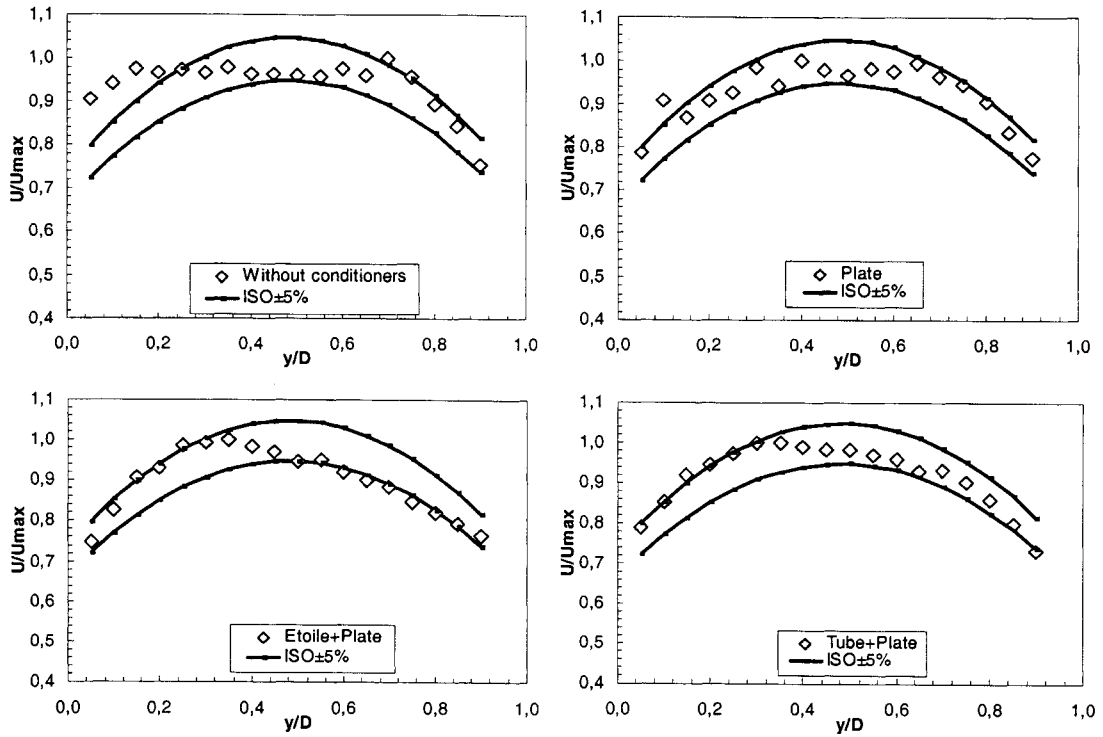 1,1
1,0
0,9
0,8
0,7
0,6
0,5
0,4
U/Umax
Without conditioners
ISO±5%
0,0 0,2 0,4 0,6 0,8 1,0
y/D
1,1
1,0
0,9
0,8
0,7
0,6
0,5
0,4
U/Umax
Plate
ISO±5%
0,0 0,2 0,4 0,6 0,8 1,0
y/D
1,1
1,0
0,9
0,8
0,7
0,6
0,5
0,4
U/Umax
Etoile+Plate
ISO±5%
0,0 0,2 0,4 0,6 0,8 1,0
y/D
1,1
1,0
0,9
0,8
0,7
0,6
0,5
0,4
U/Umax
Tube+Plate
ISO±5%
0,0 0,2 0,4 0,6 0,8 1,0
y/D